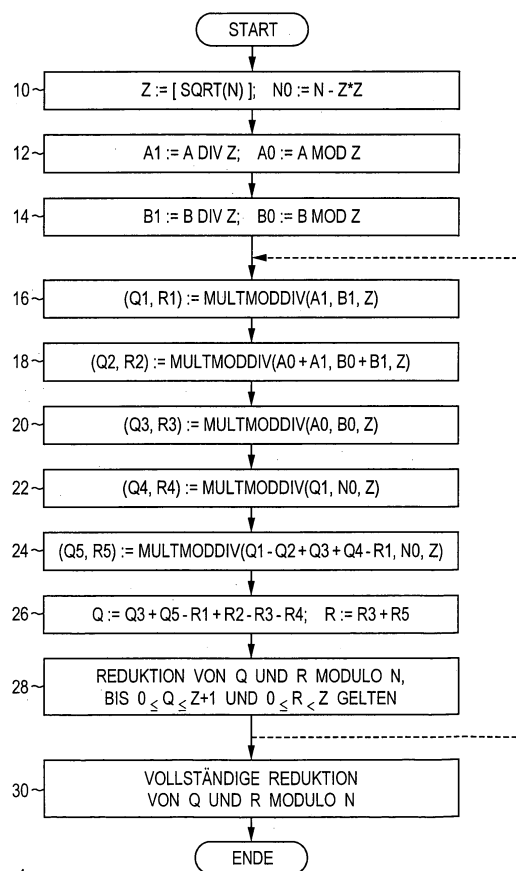 START
10 Z := [ SQRT(N) ]; N0 := N - Z*Z
12 A1 := A DIV Z; A0 := A MOD Z
14 B1 := B DIV Z; B0 := B MOD Z
16 (Q1, R1) := MULTMODDIV(A1, B1, Z)
18 (Q2, R2) := MULTMODDIV(A0 + A1, B0 + B1, Z)
20 (Q3, R3) := MULTMODDIV(A0, B0, Z)
22 (Q4, R4) := MULTMODDIV(Q1, N0, Z)
24 (Q5, R5) := MULTMODDIV(Q1 - Q2 + Q3 + Q4 - R1, N0, Z)
26 Q := Q3 + Q5 - R1 + R2 - R3 - R4; R := R3 + R5
REDUKTION VON Q UND R MODULO N,
28 BIS 0 ≤ Q ≤ Z+1 UND 0 ≤ R < Z GELTEN
VOLLSTÄNDIGE REDUKTION
30 VON Q UND R MODULO N
ENDE